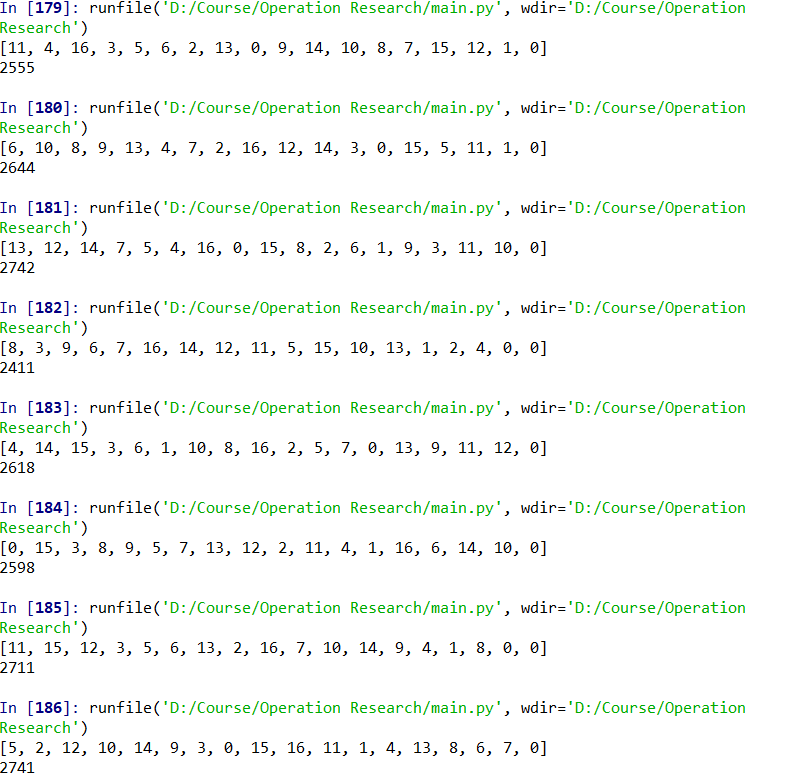 In [179]: runfile('D:/Course/Operation Research/main.py', wdir='D:/Course/Operation
Research')
[11, 4, 16, 3, 5, 6, 2, 13, 0, 9, 14, 10, 8, 7, 15, 12, 1, 0]
2555
In [180]: runfile('D:/Course/Operation Research/main.py', wdir='D:/Course/Operation
Research')
[6, 10, 8, 9, 13, 4, 7, 2, 16, 12, 14, 3, 0, 15, 5, 11, 1, 0]
2644
In [181]: runfile('D:/Course/Operation Research/main.py', wdir='D:/Course/Operation
Research')
[13, 12, 14, 7, 5, 4, 16, 0, 15, 8, 2, 6, 1, 9, 3, 11, 10, 0]
2742
In [182]: runfile('D:/Course/Operation Research/main.py', wdir='D:/Course/Operation
Research')
[8, 3, 9, 6, 7, 16, 14, 12, 11, 5, 15, 10, 13, 1, 2, 4, 0, 0]
2411
In [183]: runfile('D:/Course/Operation Research/main.py', wdir='D:/Course/Operation
Research')
[4, 14, 15, 3, 6, 1, 10, 8, 16, 2, 5, 7, 0, 13, 9, 11, 12, 0]
2618
In [184]: runfile('D:/Course/Operation Research/main.py', wdir='D:/Course/Operation
Research')
[0, 15, 3, 8, 9, 5, 7, 13, 12, 2, 11, 4, 1, 16, 6, 14, 10, 0]
2598
In [185]: runfile('D:/Course/Operation Research/main.py', wdir='D:/Course/Operation
Research')
[11, 15, 12, 3, 5, 6, 13, 2, 16, 7, 10, 14, 9, 4, 1, 8, 0, 0]
2711
In [186]: runfile('D:/Course/Operation Research/main.py', wdir='D:/Course/Operation
Research')
[5, 2, 12, 10, 14, 9, 3, 0, 15, 16, 11, 1, 4, 13, 8, 6, 7, 0]
2741